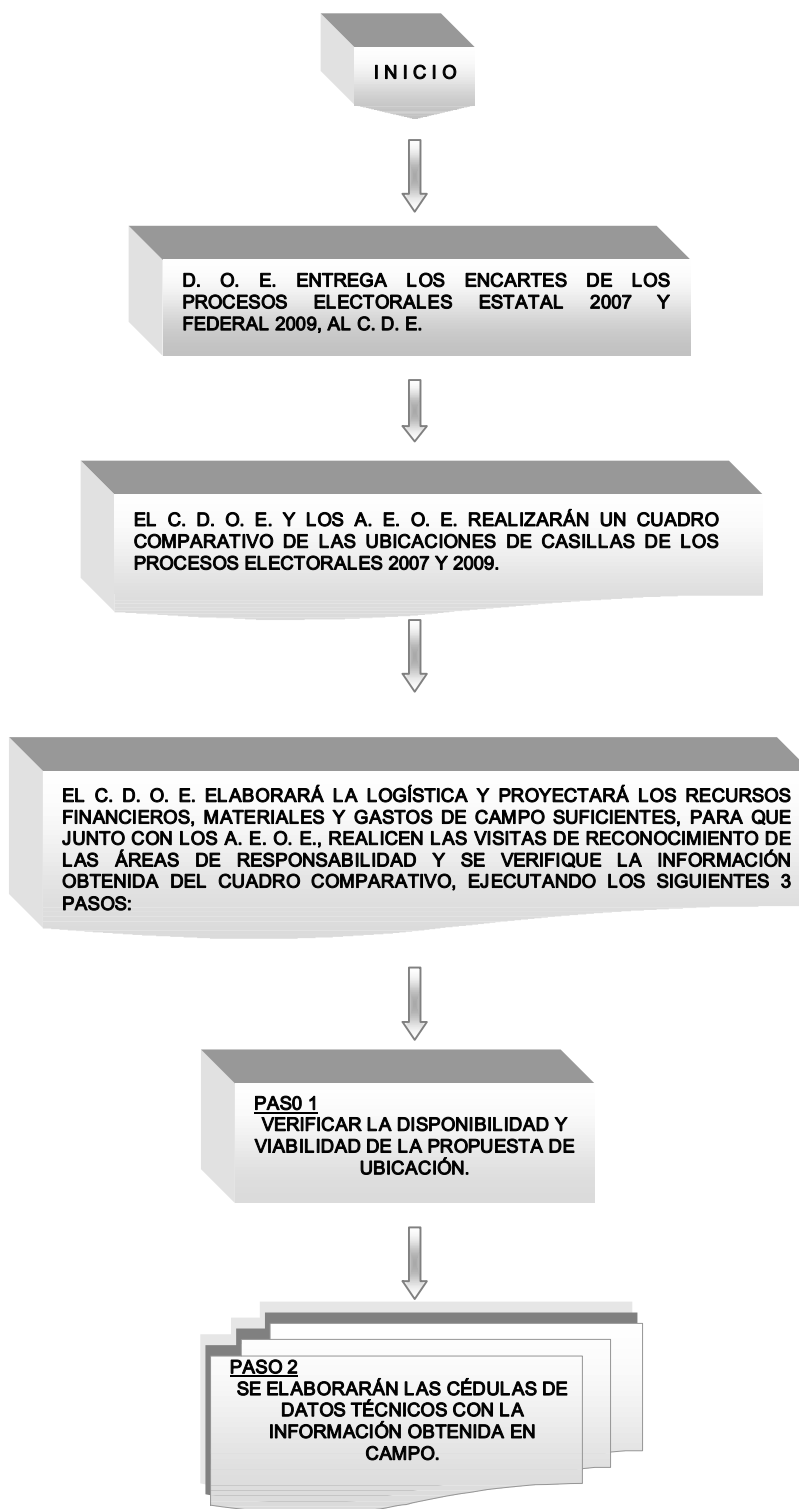 I N I C I O
D. O. E. ENTREGA LOS ENCARTES DE LOS
PROCESOS ELECTORALES ESTATAL 2007 Y
FEDERAL 2009, AL C. D. E.
EL C. D. O. E. Y LOS A. E. O. E. REALIZARÁN UN CUADRO
COMPARATIVO DE LAS UBICACIONES DE CASILLAS DE LOS
PROCESOS ELECTORALES 2007 Y 2009.
EL C. D. O. E. ELABORARÁ LA LOGÍSTICA Y PROYECTARÁ LOS RECURSOS
FINANCIEROS, MATERIALES Y GASTOS DE CAMPO SUFICIENTES, PARA QUE
JUNTO CON LOS A. E. O. E., REALICEN LAS VISITAS DE RECONOCIMIENTO DE
LAS ÁREAS DE RESPONSABILIDAD Y SE VERIFIQUE LA INFORMACIÓN
OBTENIDA DEL CUADRO COMPARATIVO, EJECUTANDO LOS SIGUIENTES 3
PASOS:
PAS0 1
VERIFICAR LA DISPONIBILIDAD Y
VIABILIDAD DE LA PROPUESTA DE
UBICACIÓN.
PASO 2
SE ELABORARÁN LAS CÉDULAS DE
DATOS TÉCNICOS CON LA
INFORMACIÓN OBTENIDA EN
CAMPO.